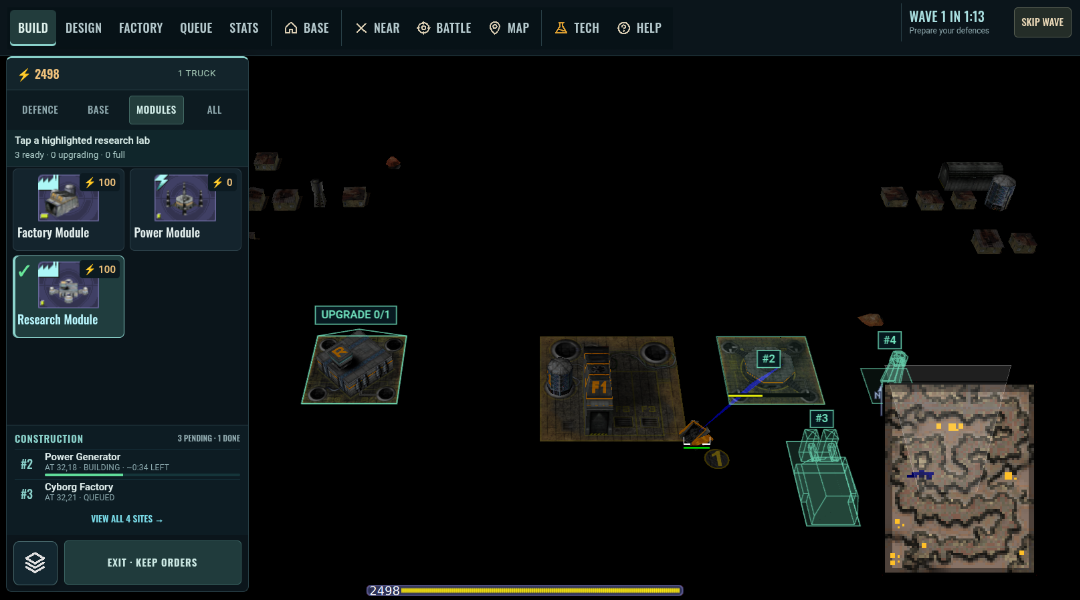 BUILD DESIGN FACTORY QUEUE STATS BASE NEAR BATTLE MAP TECH HELP
WAVE 1 IN 1:13
Prepare your defences
SKIP WAVE
2498
1 TRUCK
DEFENCE BASE MODULES ALL
Tap a highlighted research lab
3 ready · 0 upgrading · 0 full
100
Factory Module
0
Power Module
100
Research Module
UPGRADE 0/1
R
F1
#2
#3
#4
1
CONSTRUCTION
3 PENDING · 1 DONE
#2
Power Generator
AT 32,18 · BUILDING · ~0:34 LEFT
#3
Cyborg Factory
AT 32,21 · QUEUED
VIEW ALL 4 SITES →
EXIT · KEEP ORDERS
2498